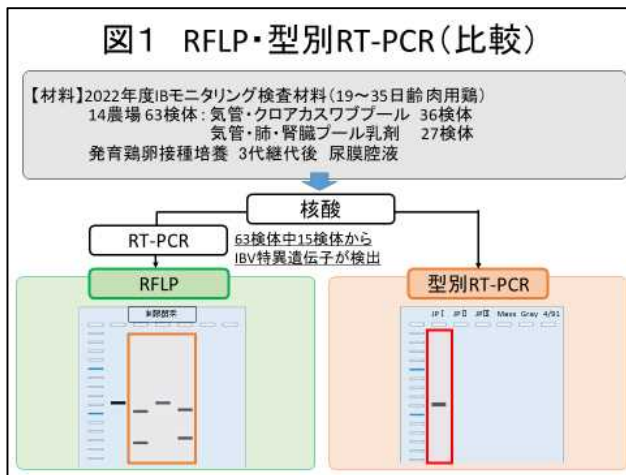 図1 RFLP・型別RT-PCR(比較)
【材料】2022年度IBモニタリング検査材料(19～35日齢 肉用鶏)
14農場 63検体：気管・クロアカスワブプール 36検体
気管・肺・腎臓プール乳剤 27検体
発育鶏卵接種培養 3代継代後 尿膜腔液
核酸
RT-PCR
63検体中15検体から
IBV特異遺伝子が検出
RFLP
型別RT-PCR
制限酵素
JPⅠ JPⅡ JPⅢ Mass Gray 4/91